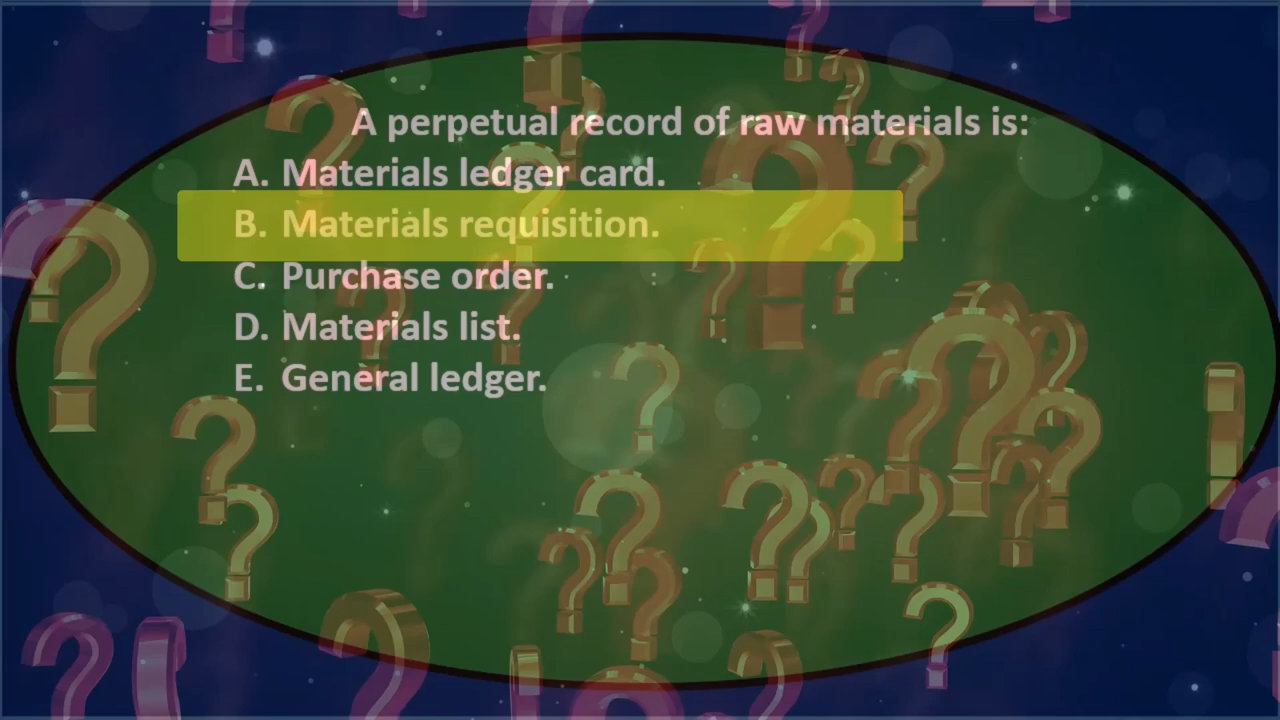 A perpetual record of raw materials is:
A. Materials ledger card.
B. Materials requisition.
C. Purchase order.
D. Materials list.
E. General ledger.